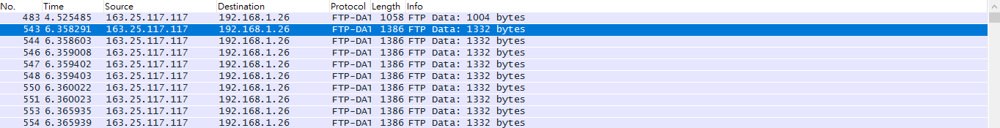 No. Time Source Destination Protocol Length Info
483 4.525485 163.25.117.117 192.168.1.26 FTP-DAT 1058 FTP Data: 1004 bytes
543 6.358291 163.25.117.117 192.168.1.26 FTP-DAT 1386 FTP Data: 1332 bytes
544 6.358603 163.25.117.117 192.168.1.26 FTP-DAT 1386 FTP Data: 1332 bytes
546 6.359008 163.25.117.117 192.168.1.26 FTP-DAT 1386 FTP Data: 1332 bytes
547 6.359402 163.25.117.117 192.168.1.26 FTP-DAT 1386 FTP Data: 1332 bytes
548 6.359403 163.25.117.117 192.168.1.26 FTP-DAT 1386 FTP Data: 1332 bytes
550 6.360022 163.25.117.117 192.168.1.26 FTP-DAT 1386 FTP Data: 1332 bytes
551 6.360023 163.25.117.117 192.168.1.26 FTP-DAT 1386 FTP Data: 1332 bytes
553 6.365935 163.25.117.117 192.168.1.26 FTP-DAT 1386 FTP Data: 1332 bytes
554 6.365939 163.25.117.117 192.168.1.26 FTP-DAT 1386 FTP Data: 1332 bytes